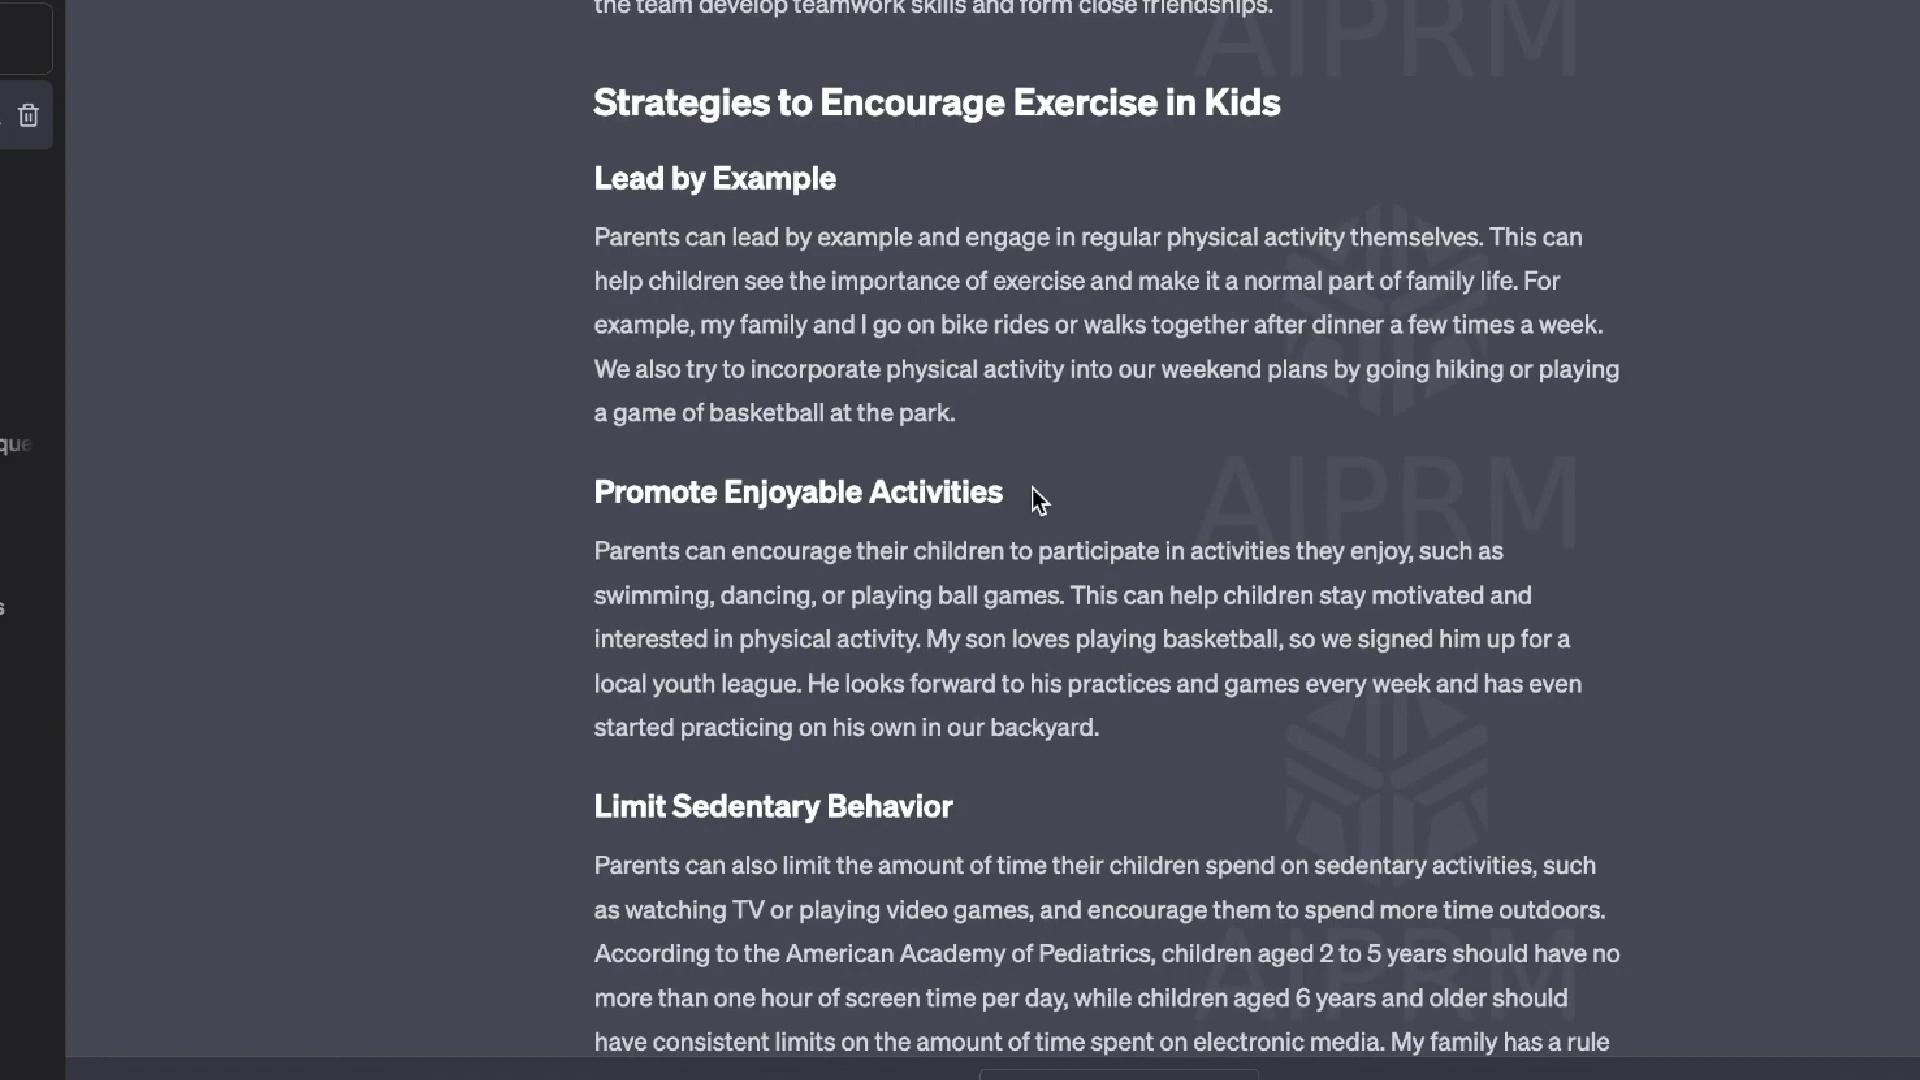 the team develop teamwork skills and form close friendships.
AIPRM
Strategies to Encourage Exercise in Kids
Lead by Example
Parents can lead by example and engage in regular physical activity themselves. This can
help children see the importance of exercise and make it a normal part of family life. For
example, my family and I go on bike rides or walks together after dinner a few times a week.
We also try to incorporate physical activity into our weekend plans by going hiking or playing
a game of basketball at the park.
que
AIPRM
Promote Enjoyable Activities
Parents can encourage their children to participate in activities they enjoy, such as
swimming, dancing, or playing ball games. This can help children stay motivated and
s
interested in physical activity. My son loves playing basketball, so we signed him up for a
local youth league. He looks forward to his practices and games every week and has even
started practicing on his own in our backyard.
Limit Sedentary Behavior
Parents can also limit the amount of time their children spend on sedentary activities, such
as watching TV or playing video games, and encourage them to spend more time outdoors.
According to the American Academy of Pediatrics, children aged 2 to 5 years should have no
AIPRM
more than one hour of screen time per day, while children aged 6 years and older should
have consistent limits on the amount of time spent on electronic media. My family has a rule